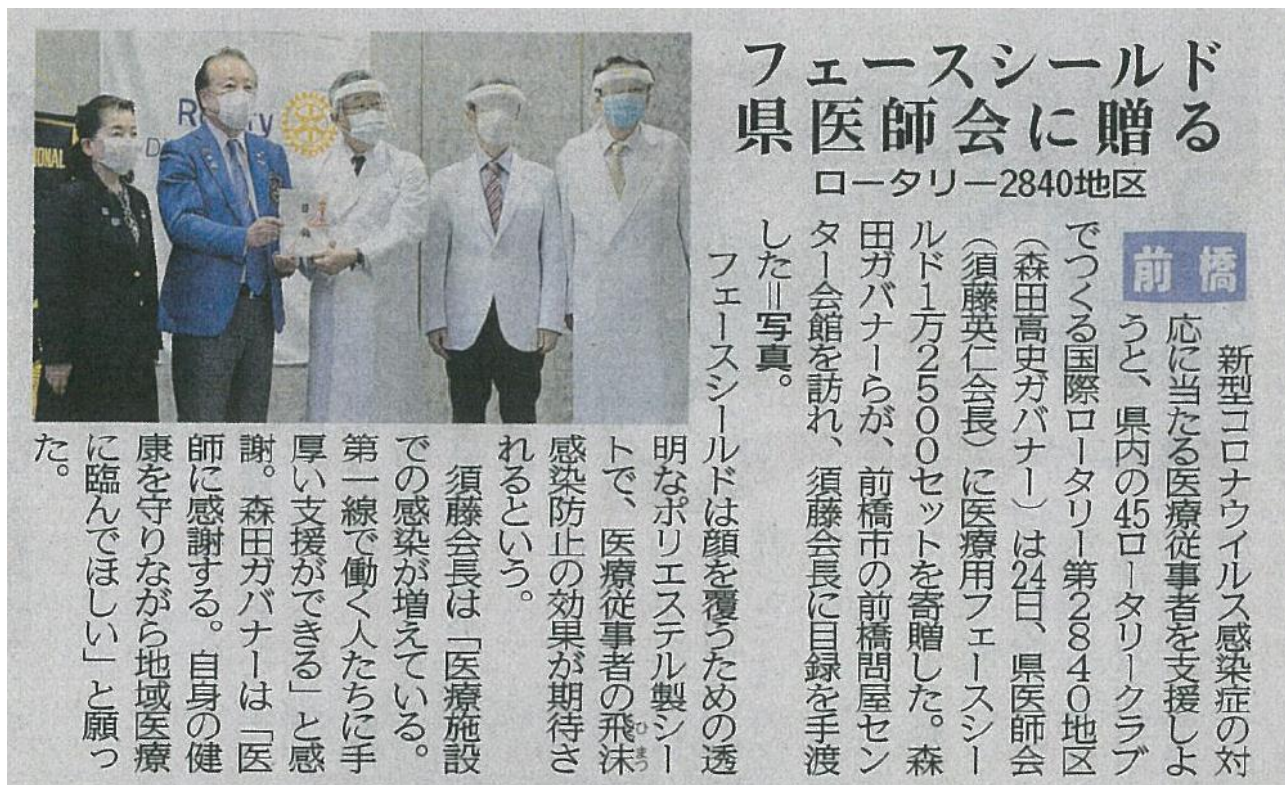 フェースシールド
県医師会に贈る
ロータリー2840地区
前橋
新型コロナウイルス感染症の対
応に当たる医療従事者を支援しよ
うと、県内の45ロータリークラブ
でつくる国際ロータリー第2840地区
(森田高史ガバナー)は24日、県医師会
(須藤英仁会長)に医療用フェースシー
ルド1万2500セットを寄贈した。森
田ガバナーらが、前橋市の前橋問屋セン
ター会館を訪れ、須藤会長に目録を手渡
した=写真。
フェースシールドは顔を覆うための透
明なポリエステル製シー
トで、医療従事者の飛沫
ひまつ
感染防止の効果が期待さ
れるという。
須藤会長は「医療施設
での感染が増えている。
第一線で働く人たちに手
厚い支援ができる」と感
謝。森田ガバナーは「医
師に感謝する。自身の健
康を守りながら地域医療
に臨んでほしい」と願っ
た。
Rotary
D
IONAL